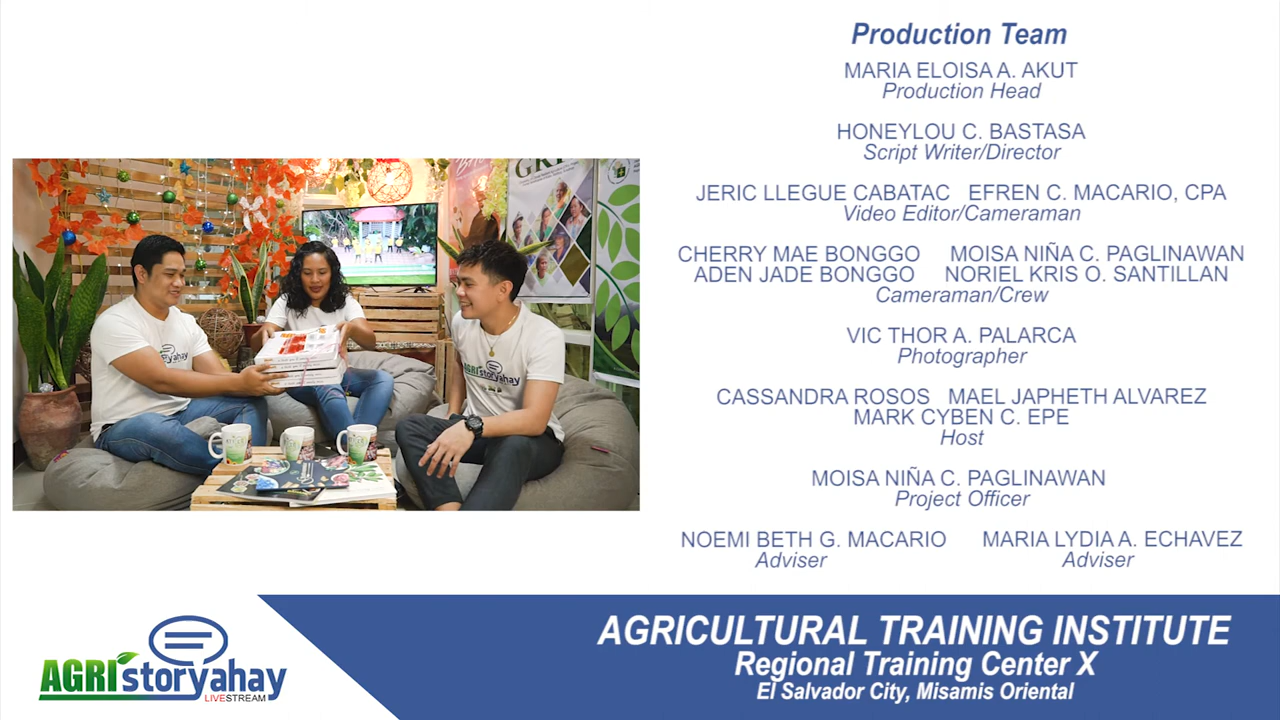 Production Team
MARIA ELOISA A. AKUT
Production Head
HONEYLOU C. BASTASA
Script Writer/Director
JERIC LLEGUE CABATAC EFREN C. MACARIO, CPA
Video Editor/Cameraman
CHERRY MAE BONGGO MOISA NIÑA C. PAGLINAWAN
ADEN JADE BONGGO NORIEL KRIS O. SANTILLAN
Cameraman/Crew
VIC THOR A. PALARCA
Photographer
CASSANDRA ROSOS MAEL JAPHETH ALVAREZ
MARK CYBEN C. EPE
Host
MOISA NIÑA C. PAGLINAWAN
Project Officer
NOEMI BETH G. MACARIO MARIA LYDIA A. ECHAVEZ
Adviser Adviser
AGRIstoryahay
AGRIstoryahay
LIVESTREAM
AGRICULTURAL TRAINING INSTITUTE
Regional Training Center X
El Salvador City, Misamis Oriental